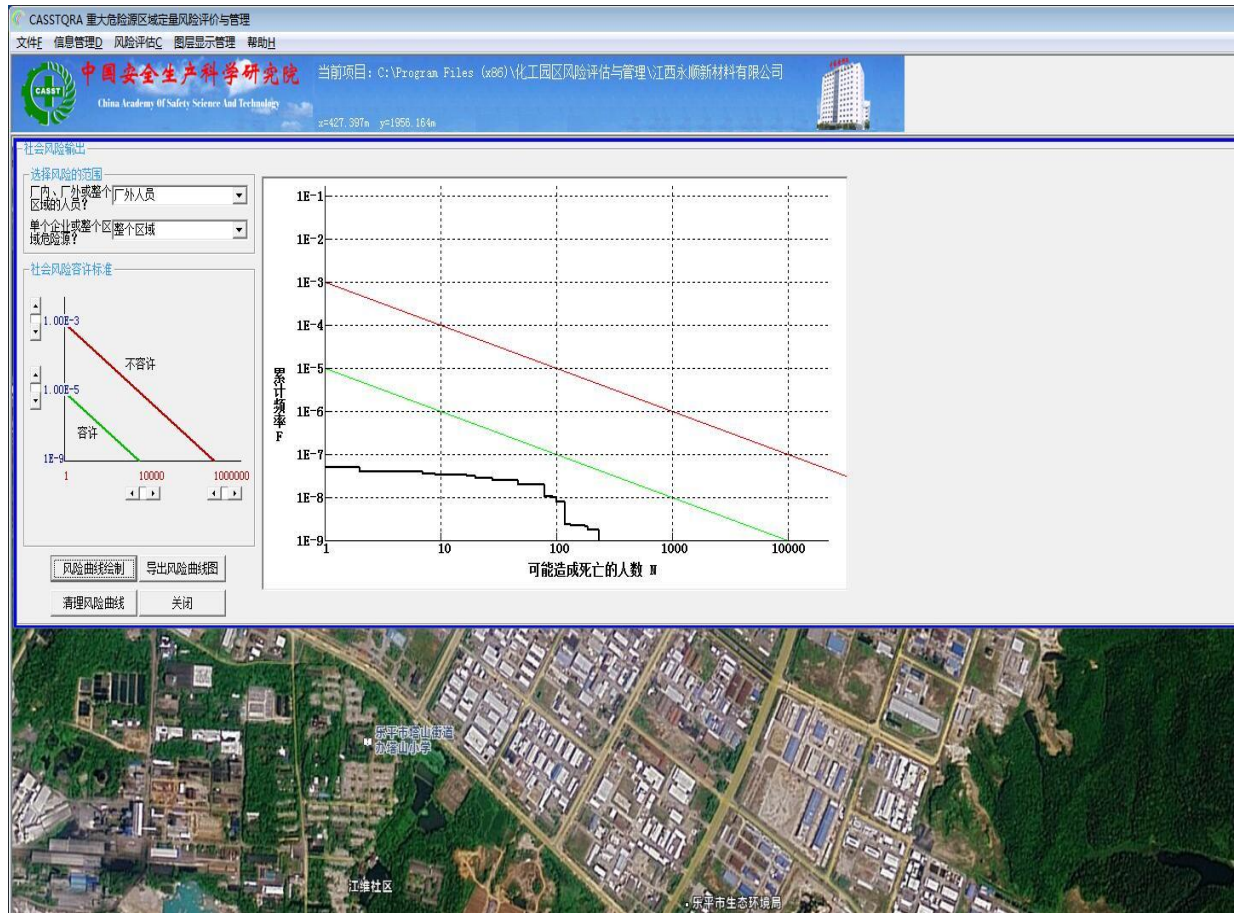 CASSTQRA 重大危险源区域定量风险评价与管理
文件F 信息管理D 风险评估C 图层显示管理 帮助H
CASST
中国安全生产科学研究院
China Academy Of Safety Science And Technology
当前项目: C:\Program Files (x86)\化工园区风险评估与管理\江西永顺新材料有限公司
x=427.397m y=1956.164m
社会风险输出
选择风险的范围
厂内、厂外或整个区域的人员?
厂外人员
单个企业或整个区域危险源?
整个区域
社会风险容许标准
1.00E-3
不容许
1.00E-5
容许
1E-9
1 10000 1000000
风险曲线绘制 导出风险曲线图
清理风险曲线 关闭
1E-1
1E-2
1E-3
1E-4
1E-5
1E-6
1E-7
1E-8
1E-9
累计频率F
1 10 100 1000 10000
可能造成死亡的人数 N
乐平市塔山街道
办塔山小学
江维社区
乐平市生态环境局